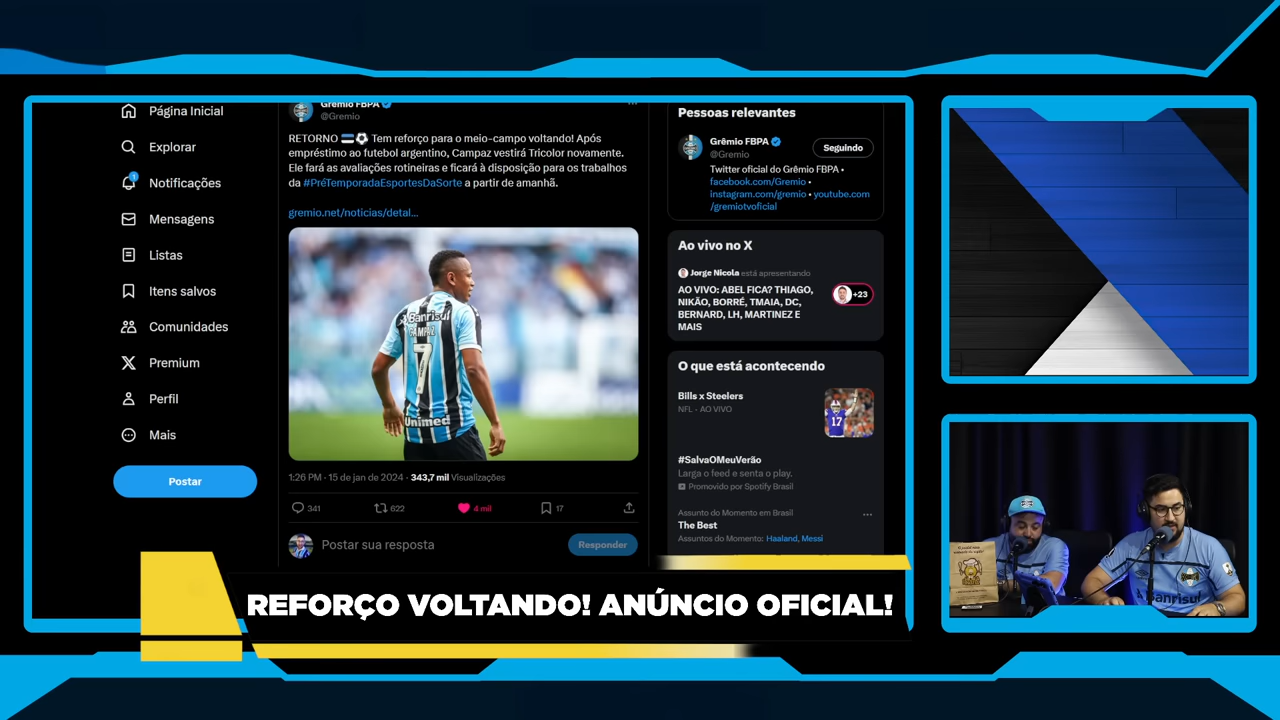 Página Inicial
Explorar
1
Notificações
Mensagens
Listas
Itens salvos
Comunidades
Premium
Perfil
Mais
Postar
Grêmio FBPA
@Gremio
RETORNO Tem reforço para o meio-campo voltando! Após
empréstimo ao futebol argentino, Campaz vestirá Tricolor novamente.
Ele fará as avaliações rotineiras e ficará à disposição para os trabalhos
da #PréTemporadaEsportesDaSorte a partir de amanhã.
gremio.net/noticias/detal...
Banrisul
CAMPAZ
7
Unimed
1:26 PM · 15 de jan de 2024 · 343,7 mil Visualizações
341
622
4 mil
17
Postar sua resposta
Responder
Pessoas relevantes
Grêmio FBPA
@Gremio
Seguindo
Twitter oficial do Grêmio FBPA •
facebook.com/Gremio •
instagram.com/gremio • youtube.com
/gremiotvoficial
Ao vivo no X
Jorge Nicola está apresentando
AO VIVO: ABEL FICA? THIAGO,
NIKÃO, BORRÉ, TMAIA, DC,
BERNARD, LH, MARTINEZ E
MAIS
+23
O que está acontecendo
Bills x Steelers
NFL · AO VIVO
17
#SalvaOMeuVerão
Larga o feed e senta o play.
Promovido por Spotify Brasil
Assunto do Momento em Brasil
The Best
Assuntos do Momento: Haaland, Messi
REFORÇO VOLTANDO! ANÚNCIO OFICIAL!
Banrisul